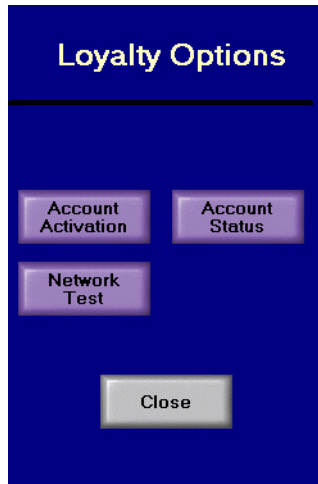 Loyalty Options
Account Account
Activation Status
Network
Test
Close